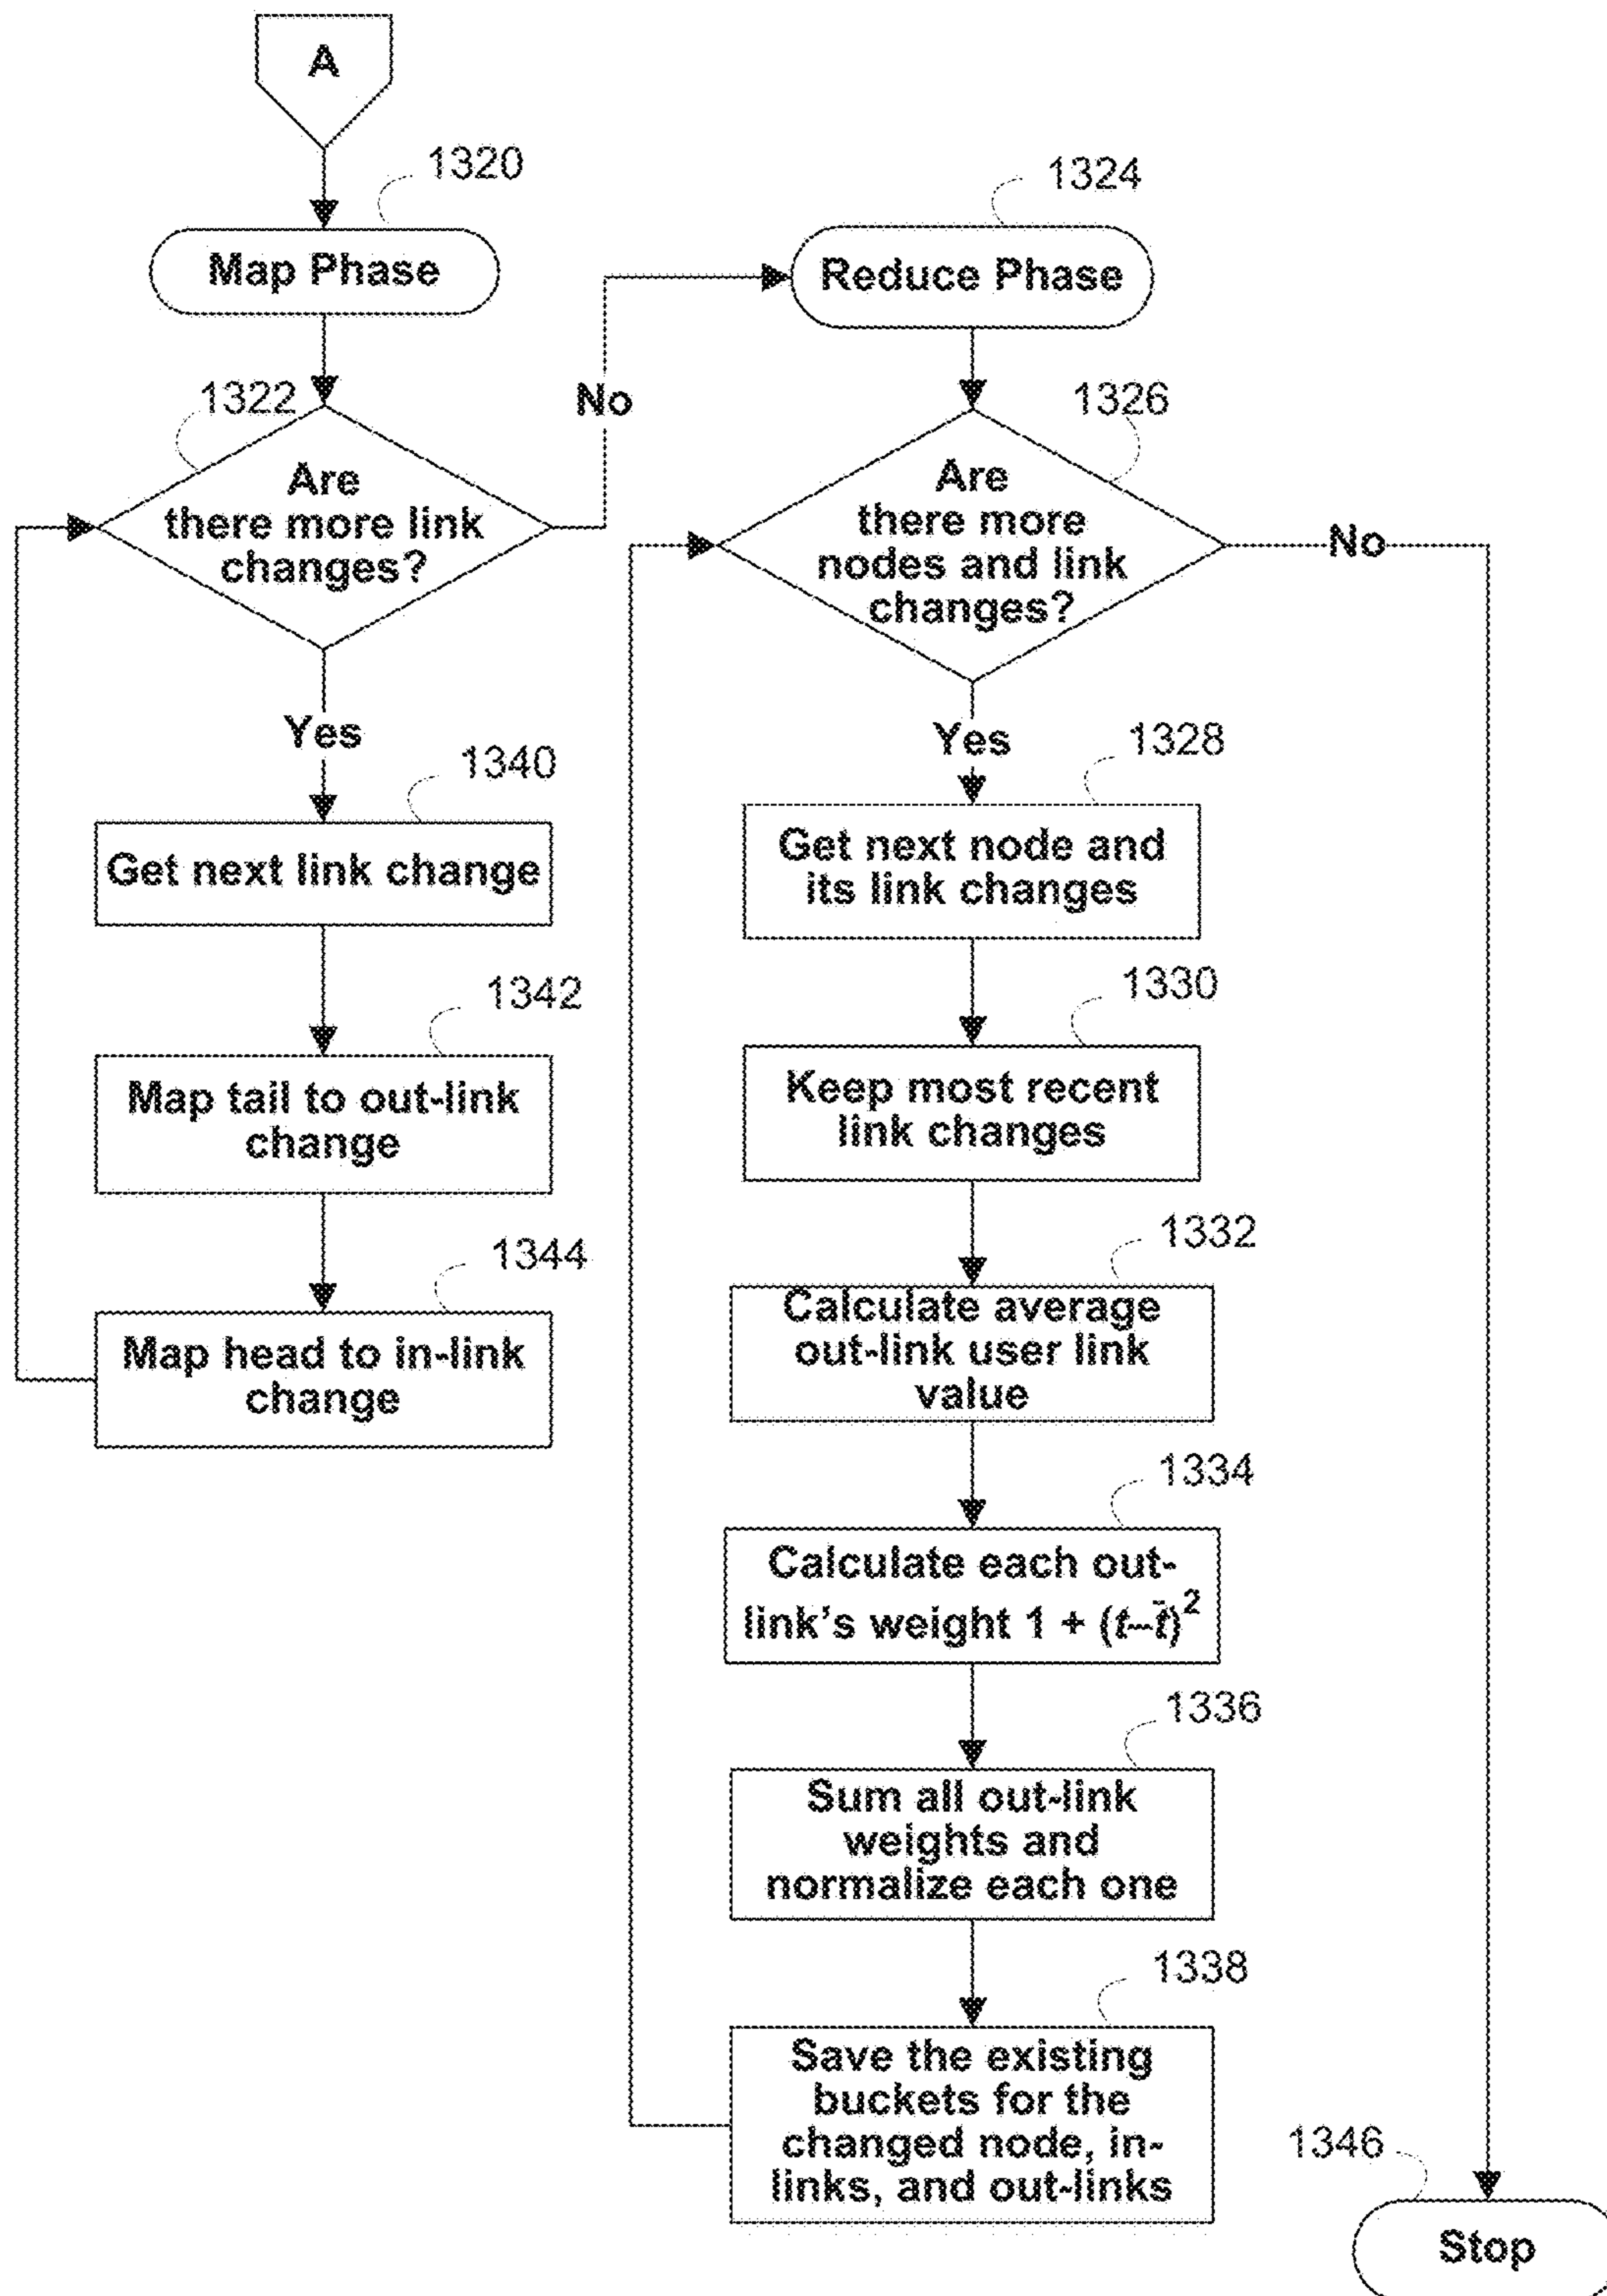 A
1320
Map Phase
1322
Are
there more link
changes?
No
Yes
1340
Get next link change
1342
Map tail to out-link
change
1344
Map head to in-link
change
1324
Reduce Phase
1326
Are
there more
nodes and link
changes?
No
Yes
1328
Get next node and
its link changes
1330
Keep most recent
link changes
1332
Calculate average
out-link user link
value
1334
Calculate each out-
link's weight 1 + (t–t̄)²
1336
Sum all out-link
weights and
normalize each one
1338
Save the existing
buckets for the
changed node, in-
links, and out-links
1346
Stop